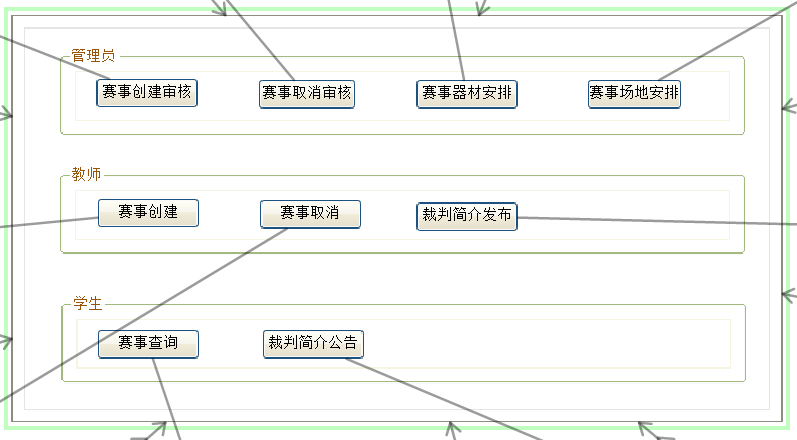 管理员
赛事创建审核
赛事取消审核
赛事器材安排
赛事场地安排
教师
赛事创建
赛事取消
裁判简介发布
学生
赛事查询
裁判简介公告